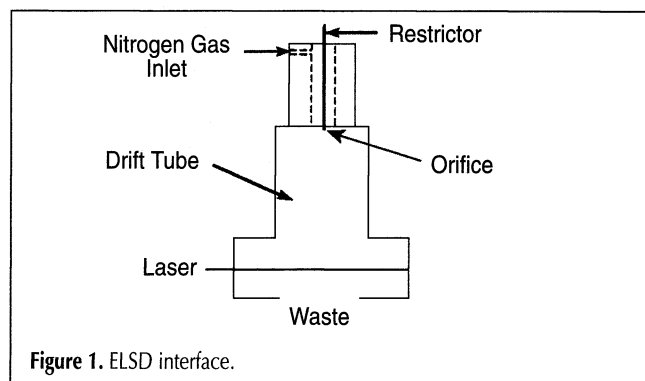 Nitrogen Gas
Inlet
Restrictor
Drift Tube
Orifice
Laser
Waste
Figure 1. ELSD interface.